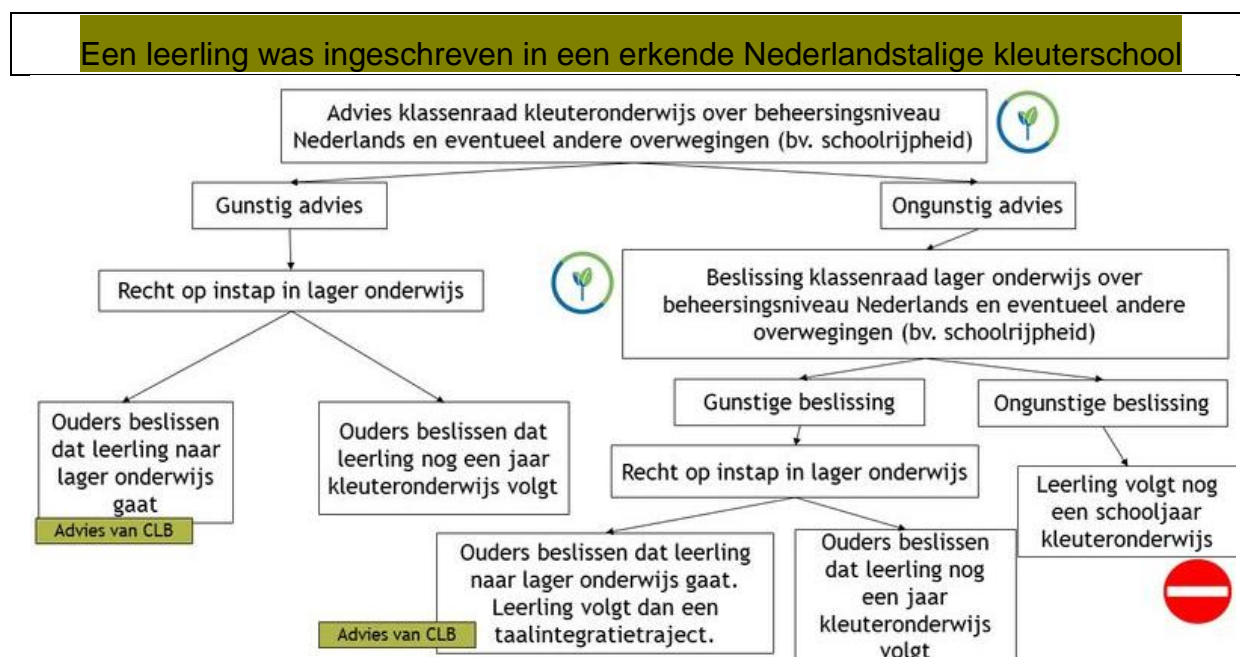 Een leerling was ingeschreven in een erkende Nederlandstalige kleuterschool
Advies klassenraad kleuteronderwijs over beheersingsniveau
Nederlands en eventueel andere overwegingen (bv. schoolrijpheid)
Gunstig advies
Ongunstig advies
Recht op instap in lager onderwijs
Beslissing klassenraad lager onderwijs over
beheersingsniveau Nederlands en eventueel andere
overwegingen (bv. schoolrijpheid)
Ouders beslissen
dat leerling naar
lager onderwijs
gaat
Advies van CLB
Ouders beslissen dat
leerling nog een jaar
kleuteronderwijs volgt
Gunstige beslissing
Ongunstige beslissing
Recht op instap in lager onderwijs
Leerling volgt nog
een schooljaar
kleuteronderwijs
Ouders beslissen dat leerling
naar lager onderwijs gaat.
Leerling volgt dan een
taalintegratietraject.
Advies van CLB
Ouders beslissen
dat leerling nog
een jaar
kleuteronderwijs
volgt